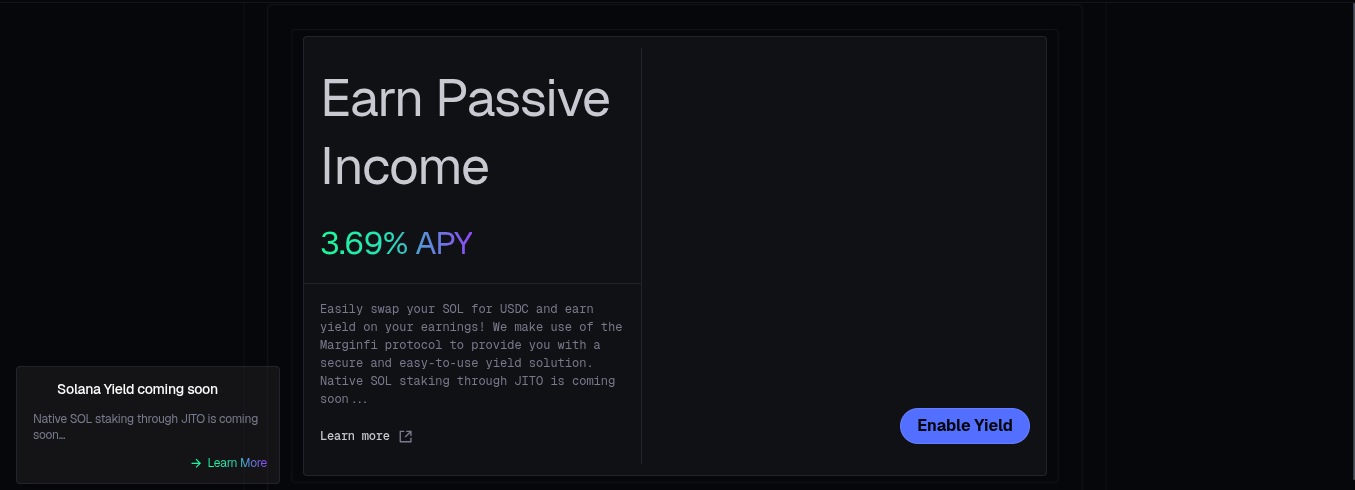 Earn Passive
Income
3.69% APY
Easily swap your SOL for USDC and earn
yield on your earnings! We make use of the
Marginfi protocol to provide you with a
secure and easy-to-use yield solution.
Native SOL staking through JITO is coming
soon...
Learn more
Enable Yield
Solana Yield coming soon
Native SOL staking through JITO is coming
soon...
→ Learn More